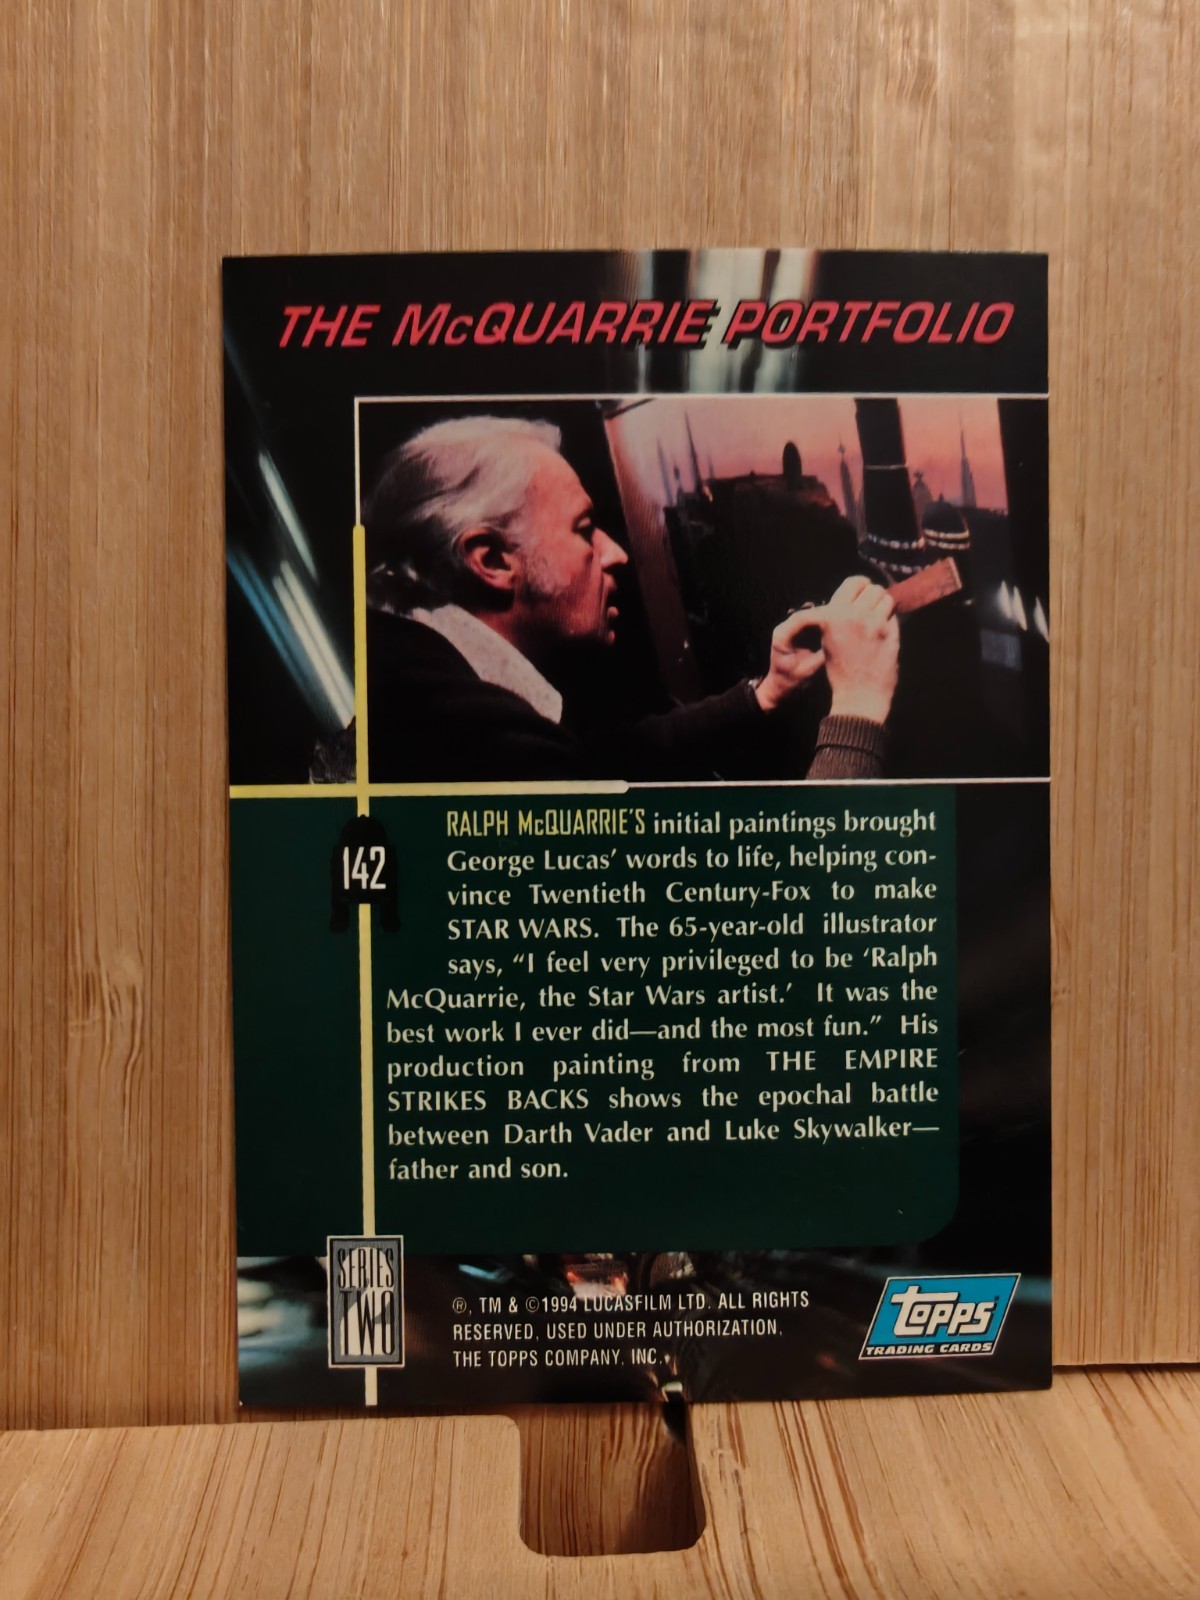 THE McQUARRIE PORTFOLIO
RALPH McQUARRIE'S initial paintings brought
George Lucas' words to life, helping con-
vince Twentieth Century-Fox to make
STAR WARS. The 65-year-old illustrator
says, "I feel very privileged to be 'Ralph
McQuarrie, the Star Wars artist.' It was the
best work I ever did—and the most fun." His
production painting from THE EMPIRE
STRIKES BACKS shows the epochal battle
between Darth Vader and Luke Skywalker—
father and son.
142
SERIES
TWO
®, TM & ©1994 LUCASFILM LTD. ALL RIGHTS
RESERVED, USED UNDER AUTHORIZATION.
THE TOPPS COMPANY, INC.
TOPPS
TRADING CARDS